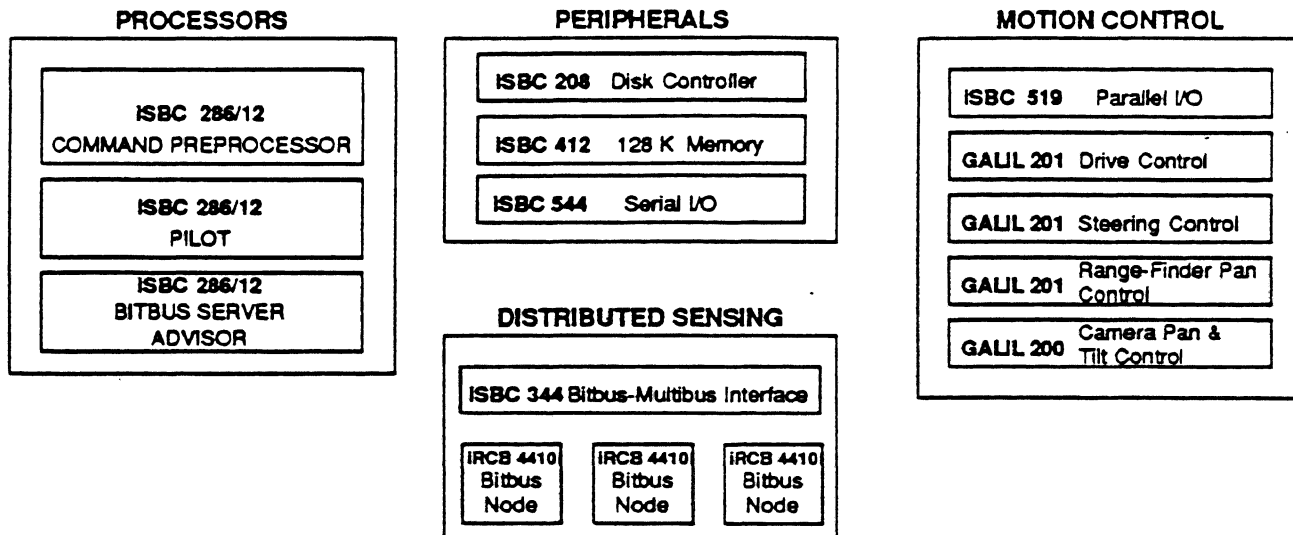 PROCESSORS
ISBC 286/12
COMMAND PREPROCESSOR
ISBC 286/12
PILOT
ISBC 286/12
BITBUS SERVER
ADVISOR
PERIPHERALS
ISBC 208 Disk Controller
ISBC 412 128 K Memory
ISBC 544 Serial I/O
DISTRIBUTED SENSING
ISBC 344 Bitbus-Multibus Interface
iRCB 4410
Bitbus
Node
iRCB 4410
Bitbus
Node
iRCB 4410
Bitbus
Node
MOTION CONTROL
ISBC 519 Parallel I/O
GALIL 201 Drive Control
GALIL 201 Steering Control
GALIL 201 Range-Finder Pan
Control
GALIL 200 Camera Pan &
Tilt Control